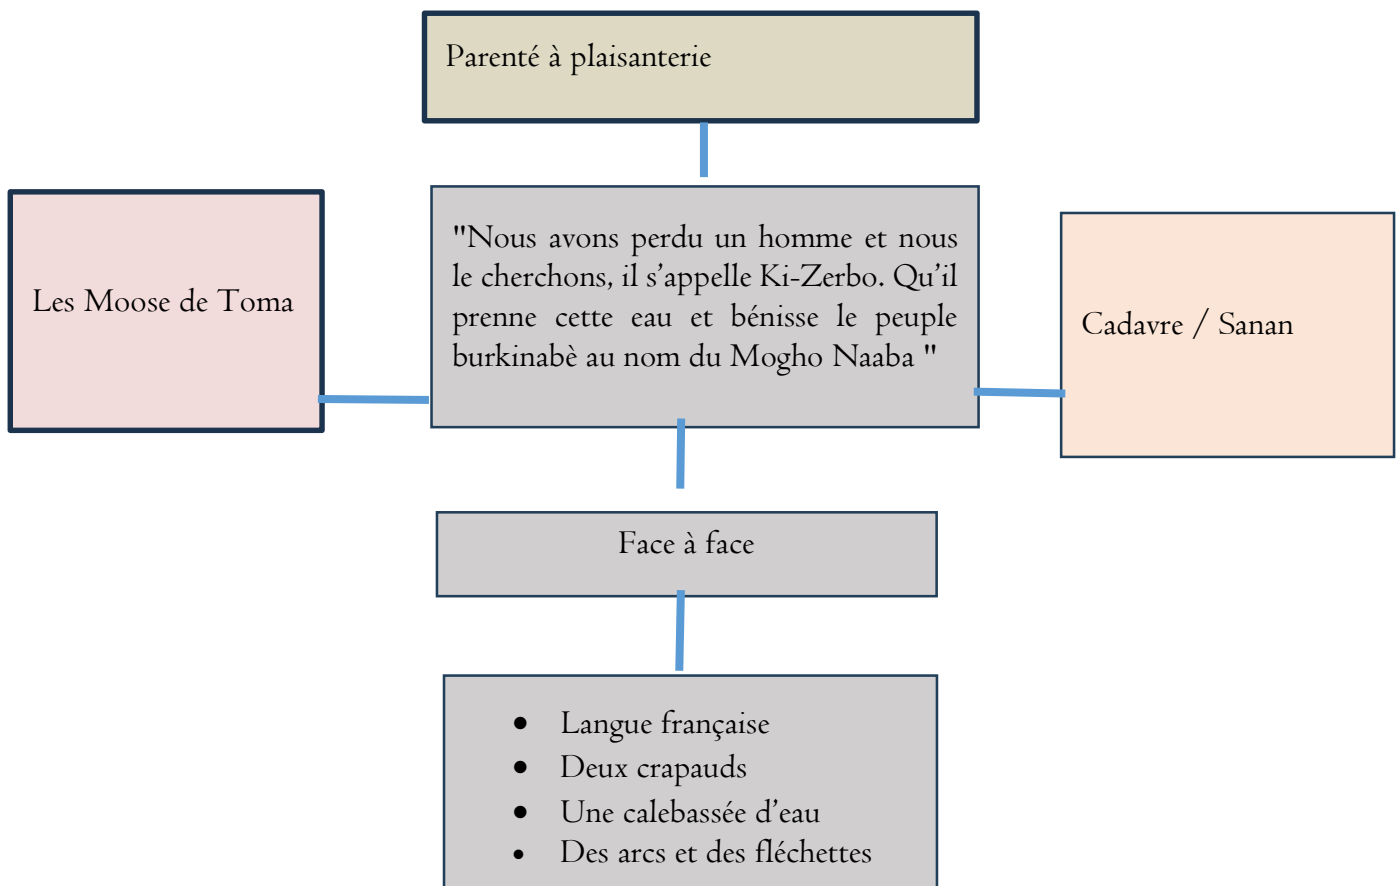 Parenté à plaisanterie
Les Moose de Toma
"Nous avons perdu un homme et nous
le cherchons, il s’appelle Ki-Zerbo. Qu’il
prenne cette eau et bénisse le peuple
burkinabè au nom du Mogho Naaba "
Cadavre / Sanan
Face à face
• Langue française
• Deux crapauds
• Une calebassée d’eau
• Des arcs et des fléchettes